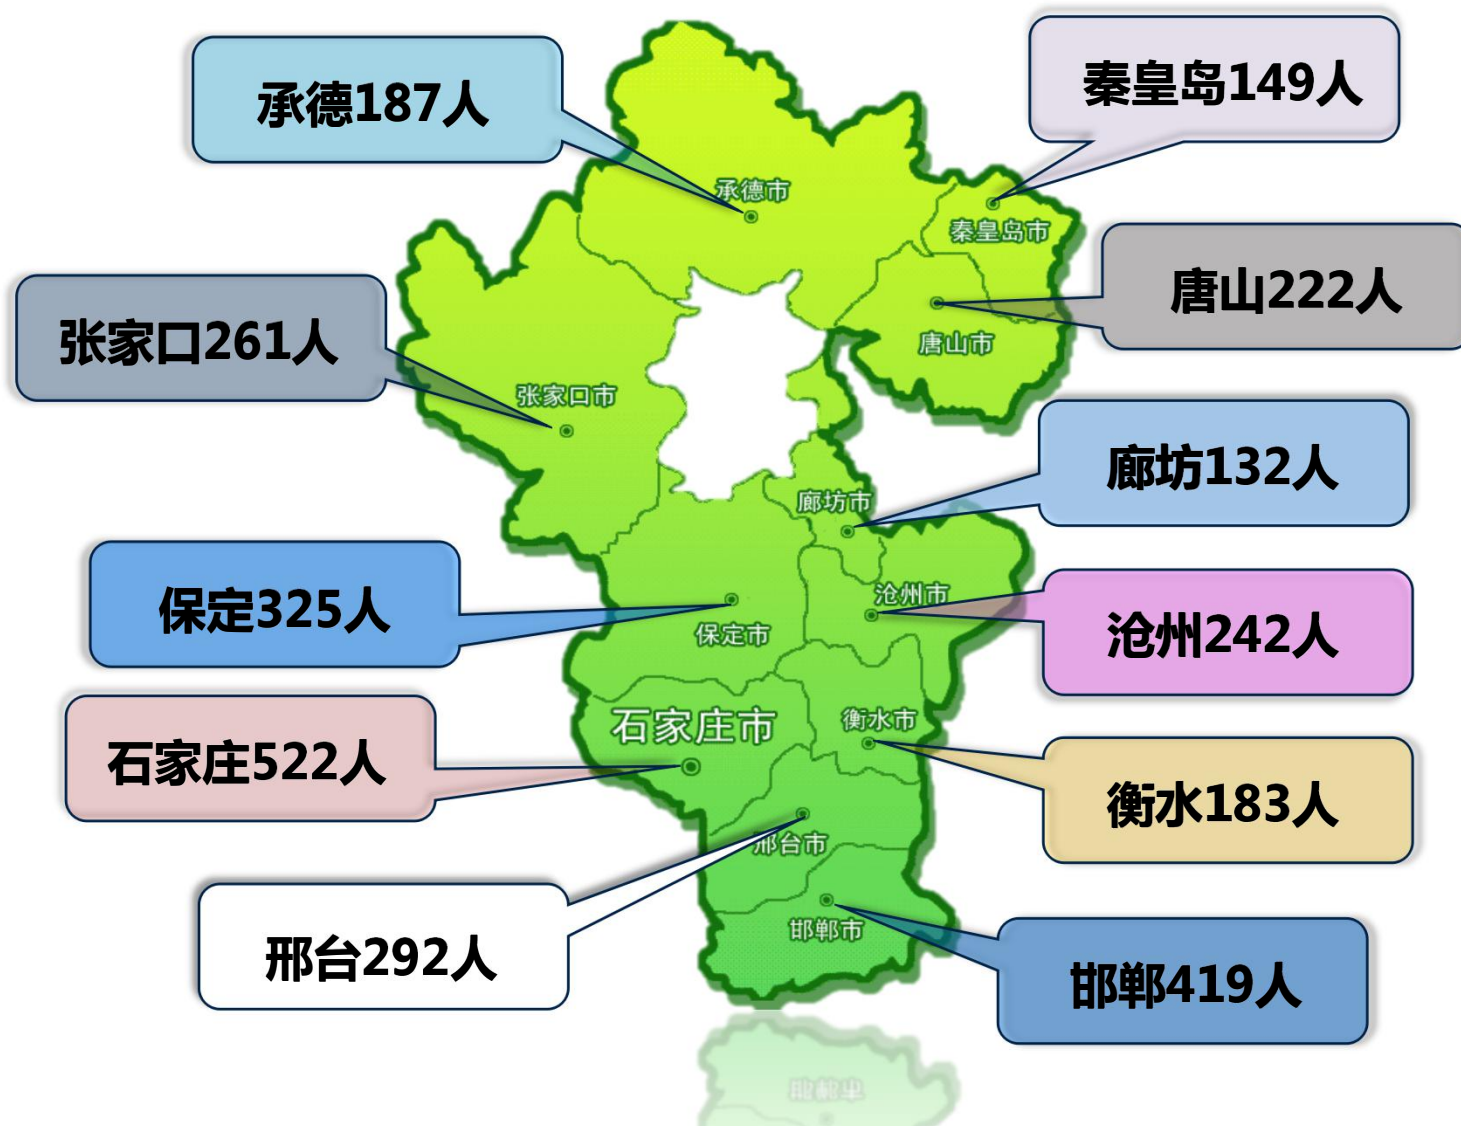 承德187人
秦皇岛149人
承德市
秦皇岛市
唐山222人
张家口261人
唐山市
张家口市
廊坊132人
廊坊市
保定325人
沧州市
沧州242人
保定市
石家庄市
衡水市
石家庄522人
衡水183人
邢台市
邢台292人
邯郸市
邯郸419人
邯郸市